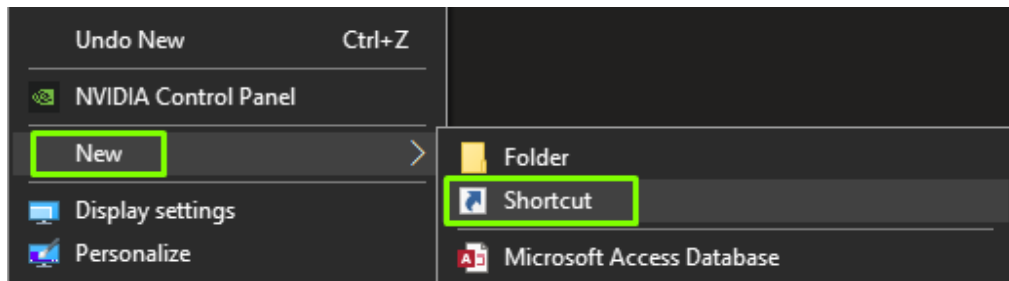 Undo New Ctrl+Z
NVIDIA Control Panel
New
Display settings
Personalize
Folder
Shortcut
Microsoft Access Database